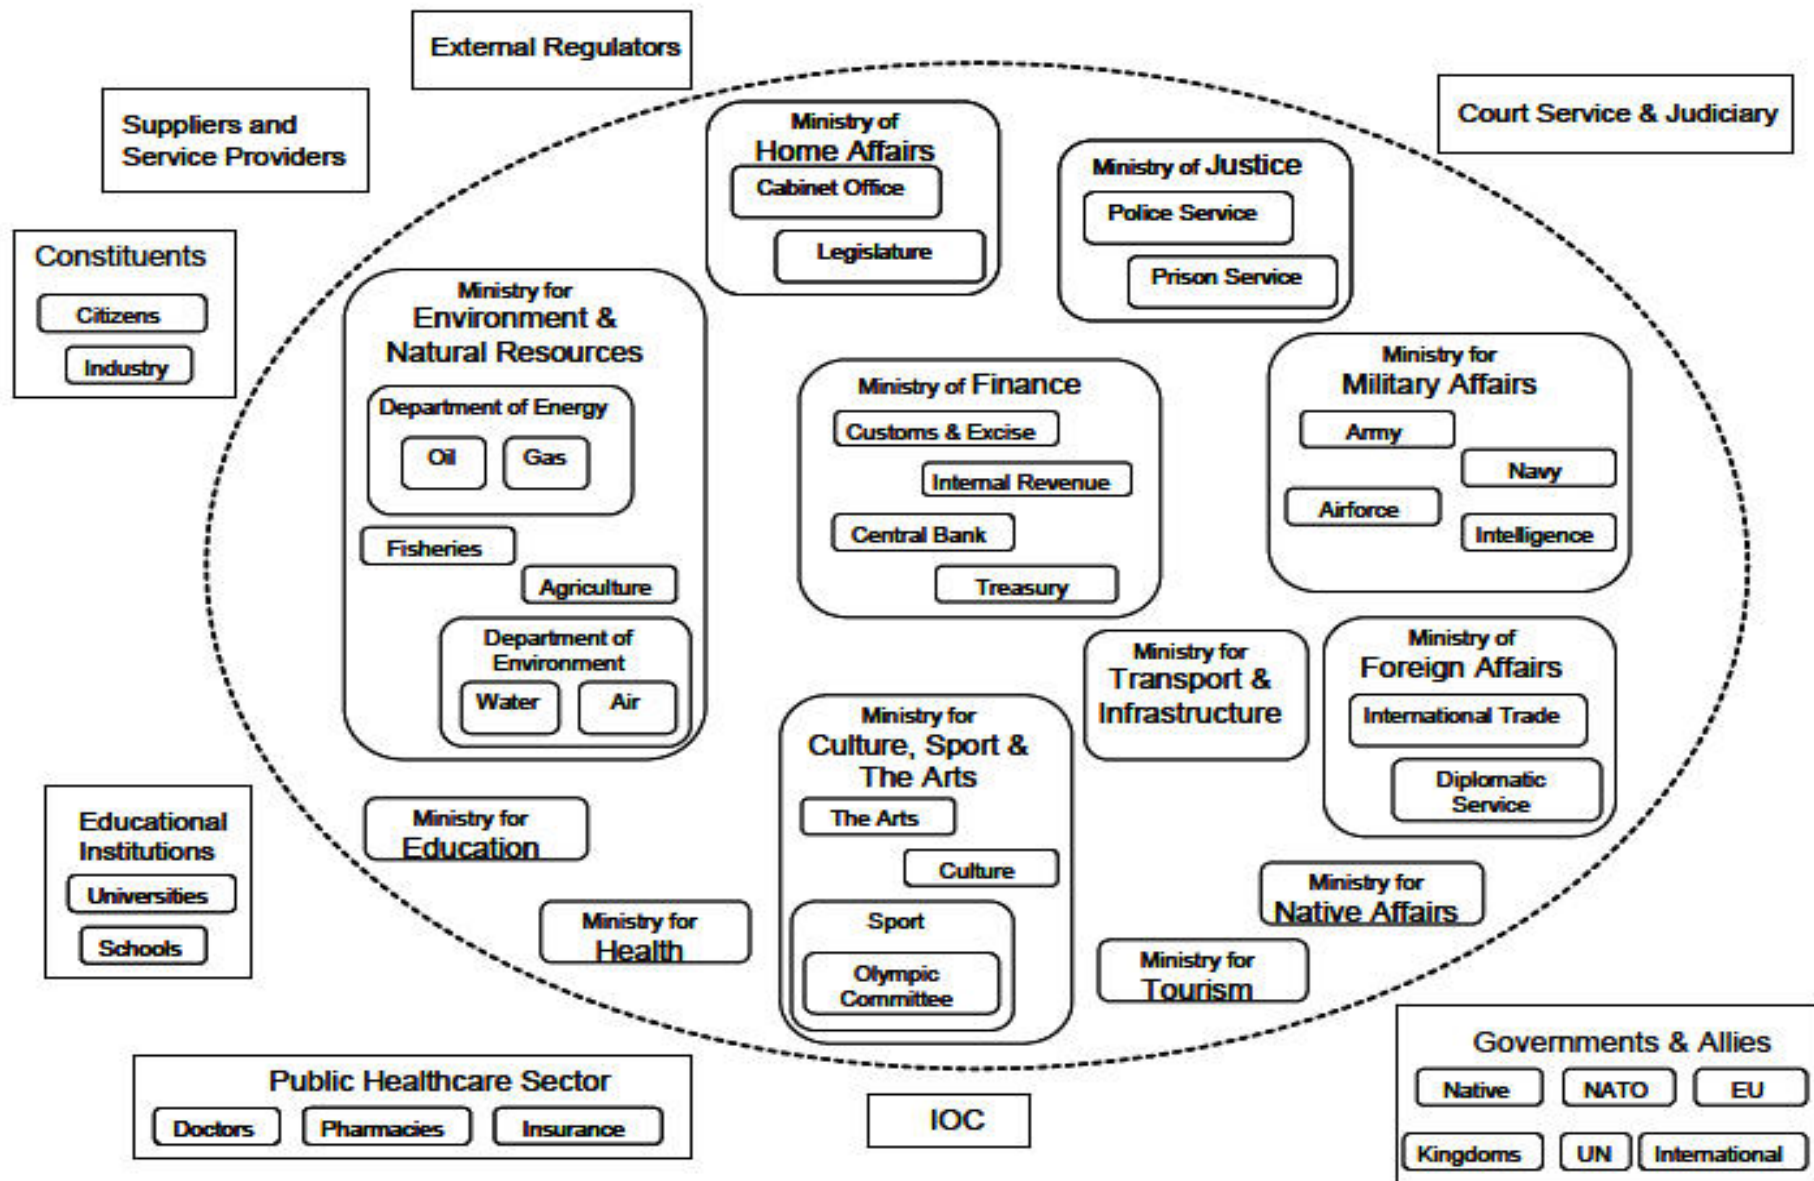 External Regulators
Suppliers and
Service Providers
Court Service & Judiciary
Constituents
Citizens
Industry
Ministry of
Home Affairs
Cabinet Office
Legislature
Ministry of Justice
Police Service
Prison Service
Ministry for
Environment &
Natural Resources
Department of Energy
Oil
Gas
Fisheries
Agriculture
Department of
Environment
Water
Air
Ministry of Finance
Customs & Excise
Internal Revenue
Central Bank
Treasury
Ministry for
Military Affairs
Army
Navy
Airforce
Intelligence
Ministry for
Transport &
Infrastructure
Ministry of
Foreign Affairs
International Trade
Diplomatic
Service
Ministry for
Culture, Sport &
The Arts
The Arts
Culture
Sport
Olympic
Committee
Ministry for
Education
Ministry for
Health
Ministry for
Native Affairs
Ministry for
Tourism
Educational
Institutions
Universities
Schools
Public Healthcare Sector
Doctors
Pharmacies
Insurance
IOC
Governments & Allies
Native
NATO
EU
Kingdoms
UN
International